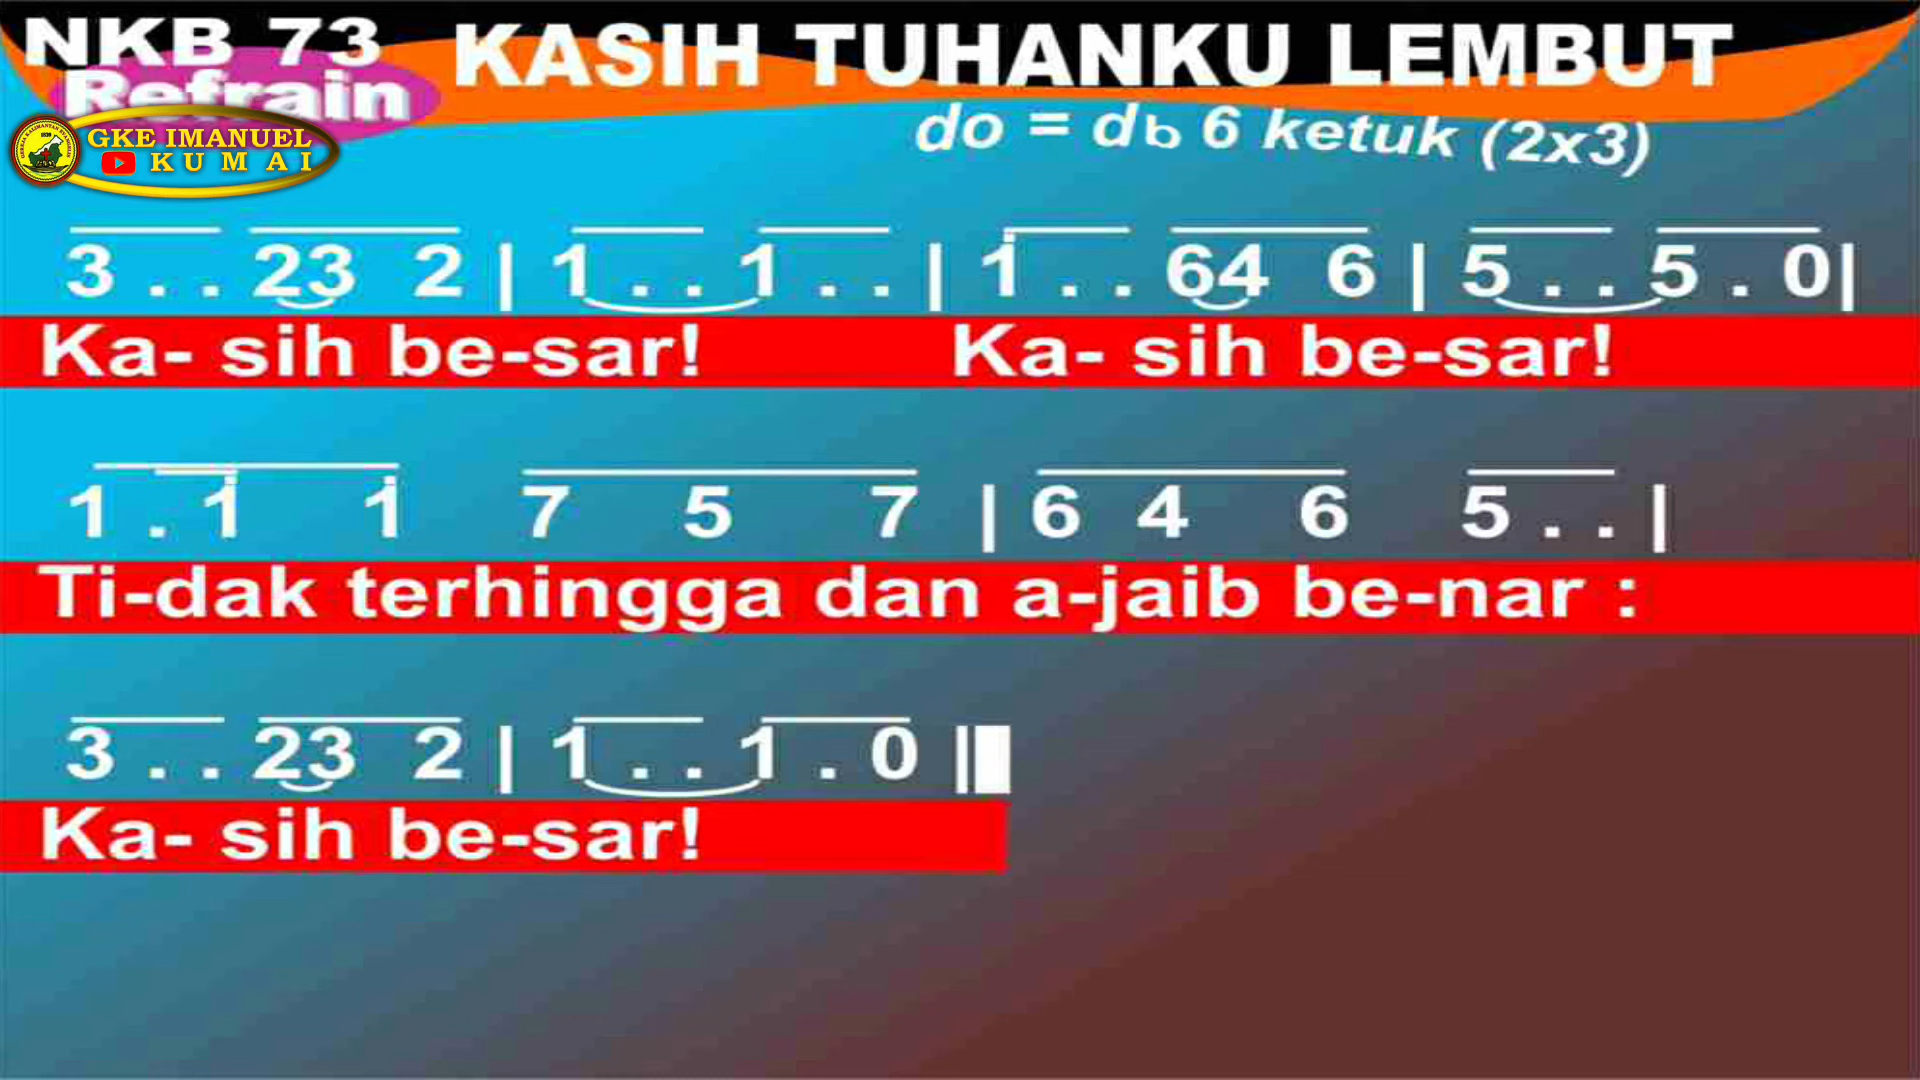 NKB 73 KASIH TUHANKU LEMBUT
Refrain
do = d♭ 6 ketuk (2x3)
GKE IMANUEL
KUMAI
3 . . 23 2 | 1 . . 1 . . | 1̇ . . 64 6 | 5 . . 5 . 0|
Ka- sih be-sar! Ka- sih be-sar!
1 . 1̇ 1̇ 7 5 7 | 6 4 6 5 . . |
Ti-dak terhingga dan a-jaib be-nar :
3 . . 23 2 | 1 . . 1 . 0 ||
Ka- sih be-sar!